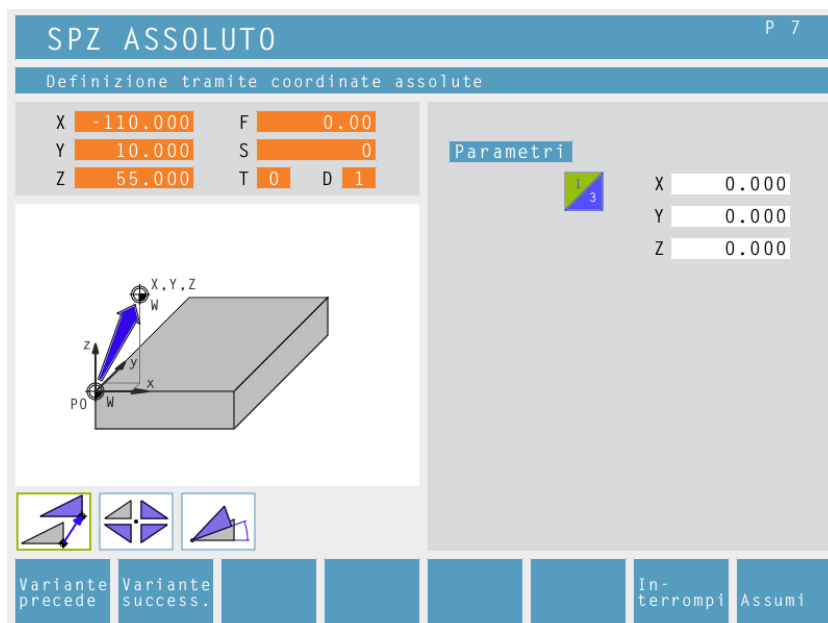 SPZ ASSOLUTO
P 7
Definizione tramite coordinate assolute
X -110.000 F 0.00
Y 10.000 S 0
Z 55.000 T 0 D 1
Parametri
1
3
X 0.000
Y 0.000
Z 0.000
X,Y,Z
W
z
y
x
P0 W
Variante precede
Variante success.
In-
terrompi
Assumi